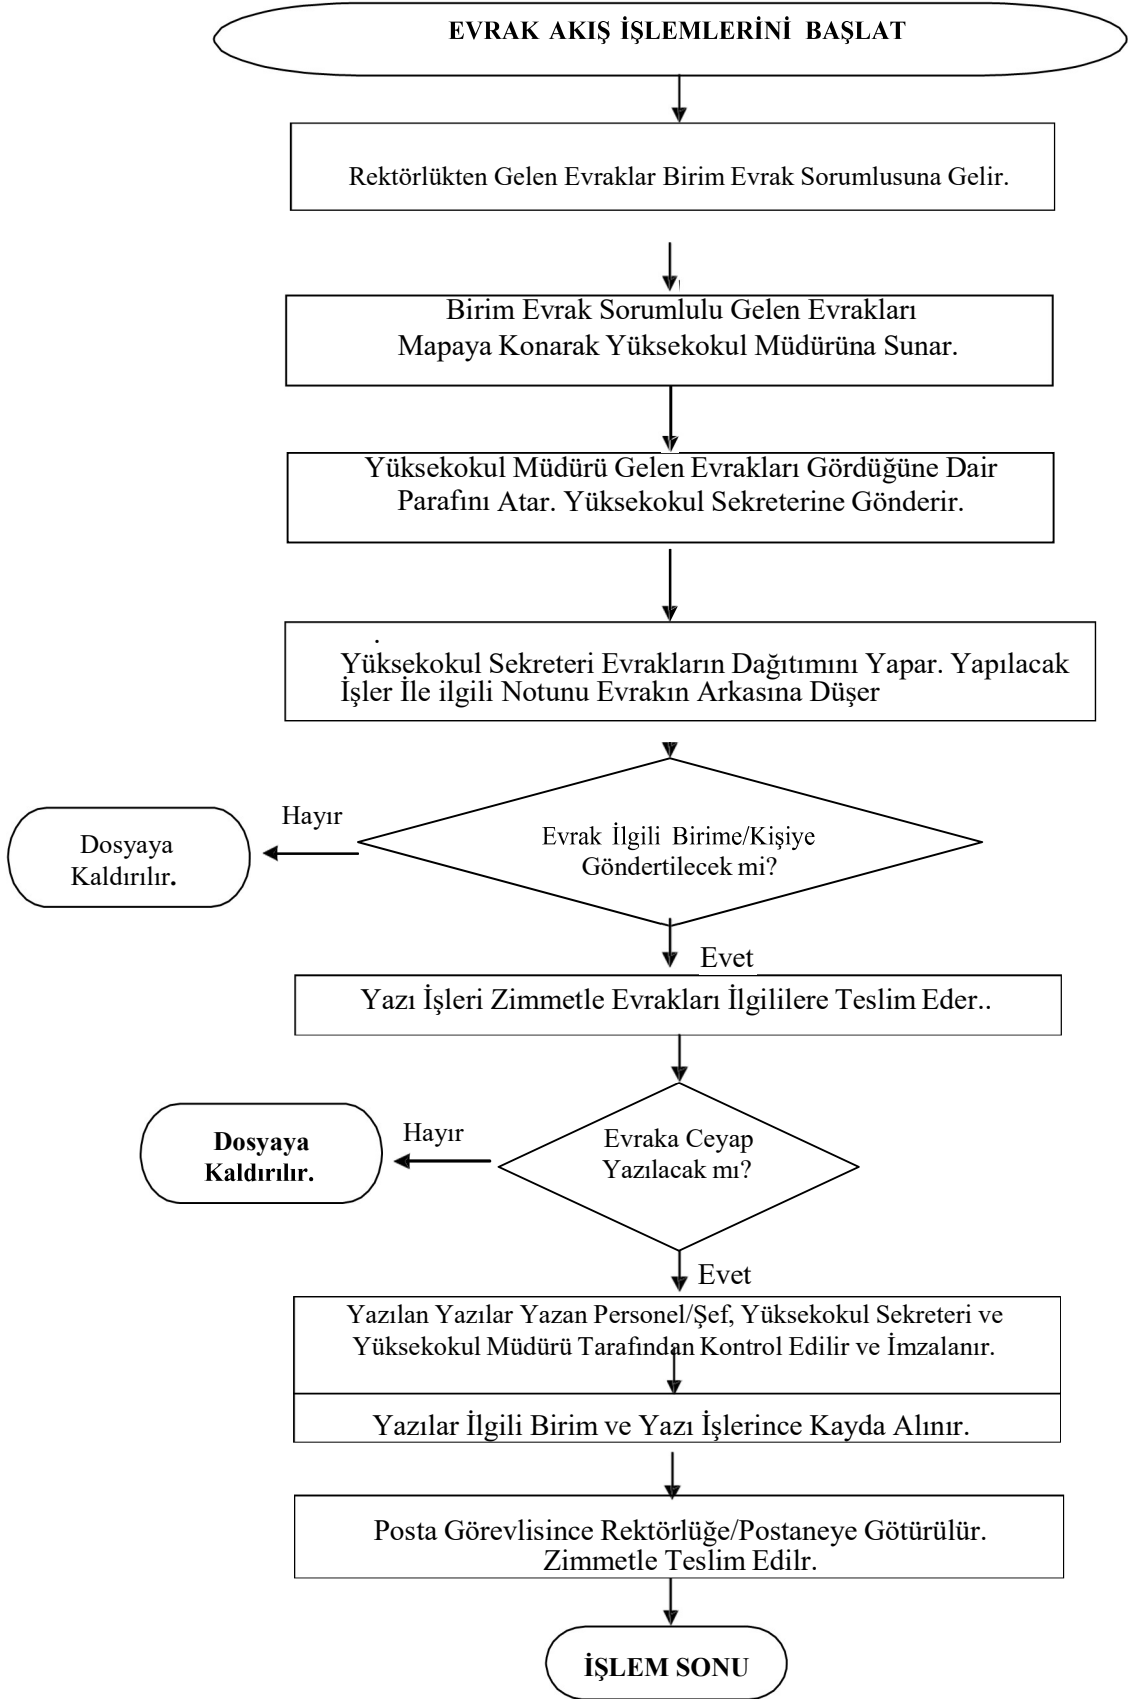 EVRAK AKIŞ İŞLEMLERİNİ BAŞLAT
Rektörlükten Gelen Evraklar Birim Evrak Sorumlusuna Gelir.
Birim Evrak Sorumlulu Gelen Evrakları
Mapaya Konarak Yüksekokul Müdürüna Sunar.
Yüksekokul Müdürü Gelen Evrakları Gördüğüne Dair
Parafını Atar. Yüksekokul Sekreterine Gönderir.
.
Yüksekokul Sekreteri Evrakların Dağıtımını Yapar. Yapılacak
İşler İle ilgili Notunu Evrakın Arkasına Düşer
Evrak İlgili Birime/Kişiye
Göndertilecek mi?
Hayır
Dosyaya
Kaldırılır.
Evet
Yazı İşleri Zimmetle Evrakları İlgililere Teslim Eder..
Evraka Ceyap
Yazılacak mı?
Hayır
Dosyaya
Kaldırılır.
Evet
Yazılan Yazılar Yazan Personel/Şef, Yüksekokul Sekreteri ve
Yüksekokul Müdürü Tarafından Kontrol Edilir ve İmzalanır.
Yazılar İlgili Birim ve Yazı İşlerince Kayda Alınır.
Posta Görevlisince Rektörlüğe/Postaneye Götürülür.
Zimmetle Teslim Edilr.
İŞLEM SONU